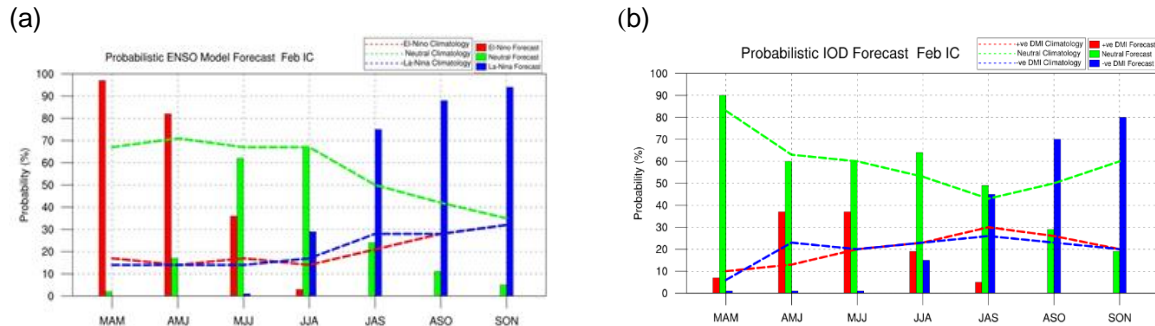 (a)
Probabilistic ENSO Model Forecast Feb IC
El-Nino Climatology
Neutral Climatology
La-Nina Climatology
El-Nino Forecast
Neutral Forecast
La-Nina Forecast
Probability (%)
100
90
80
70
60
50
40
30
20
10
0
MAM AMJ MJJ JJA JAS ASO SON
(b)
Probabilistic IOD Forecast Feb IC
+ve DMI Climatology
Neutral Climatology
-ve DMI Climatology
+ve DMI Forecast
Neutral Forecast
-ve DMI Forecast
Probability (%)
100
90
80
70
60
50
40
30
20
10
0
MAM AMJ MJJ JJA JAS ASO SON